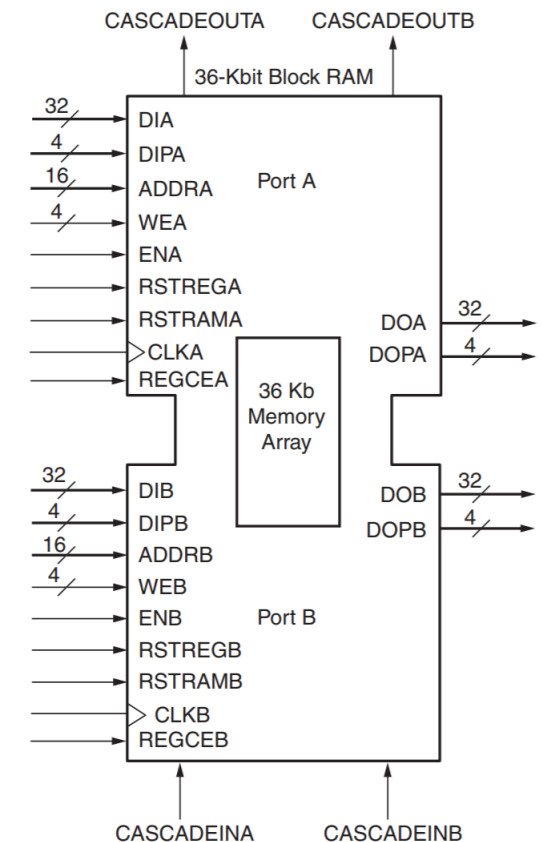 CASCADEOUTA CASCADEOUTB
36-Kbit Block RAM
32
DIA
4
DIPA
16
ADDRA
Port A
4
WEA
ENA
RSTREGA
RSTRAMA
CLKA
REGCEA
DOA
32
DOPA
4
36 Kb
Memory
Array
32
DIB
4
DIPB
16
ADDRB
4
WEB
ENB
Port B
RSTREGB
RSTRAMB
CLKB
REGCEB
DOB
32
DOPB
4
CASCADEINA CASCADEINB